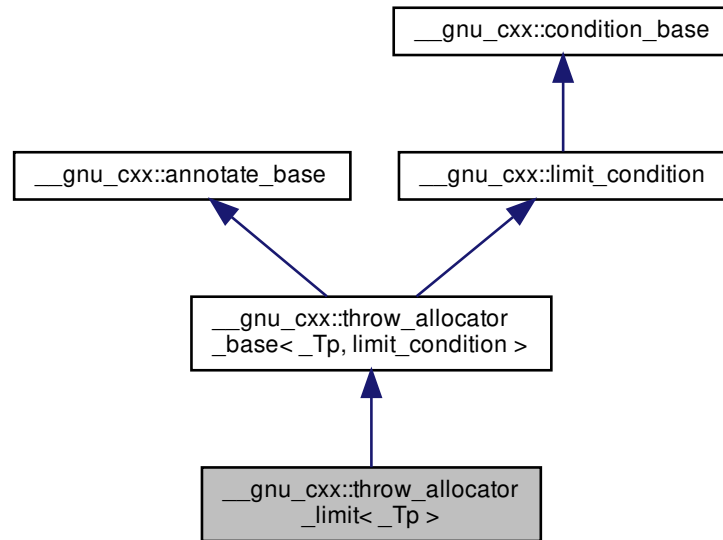 __gnu_cxx::condition_base
__gnu_cxx::annotate_base
__gnu_cxx::limit_condition
__gnu_cxx::throw_allocator
_base< _Tp, limit_condition >
__gnu_cxx::throw_allocator
_limit< _Tp >